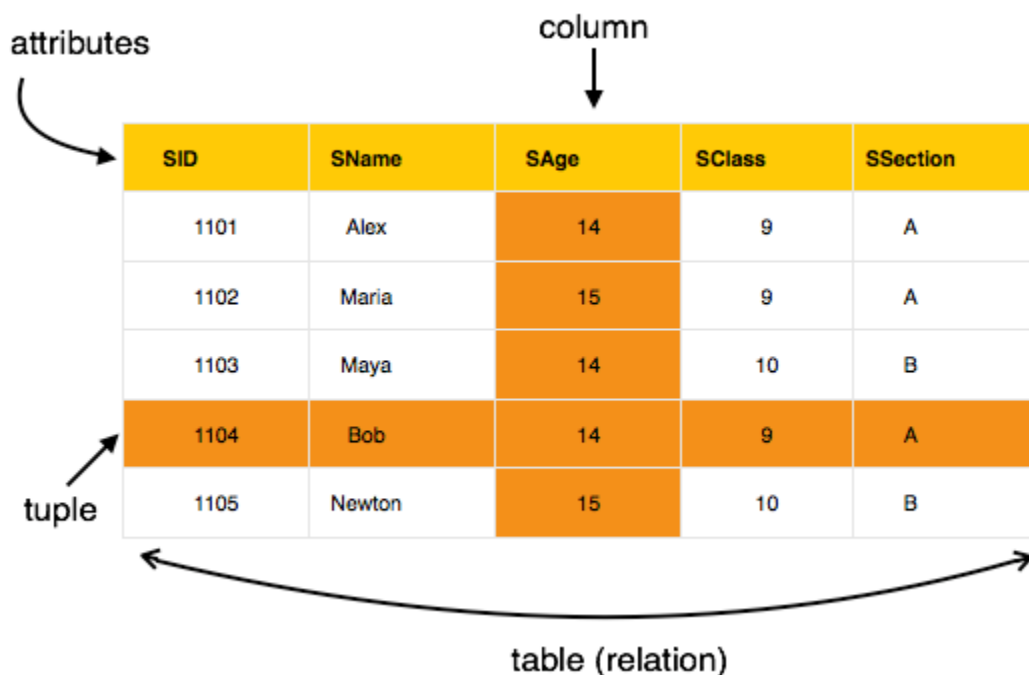 column
attributes
SID SName SAge SClass SSection
1101 Alex 14 9 A
1102 Maria 15 9 A
1103 Maya 14 10 B
1104 Bob 14 9 A
tuple
1105 Newton 15 10 B
table (relation)